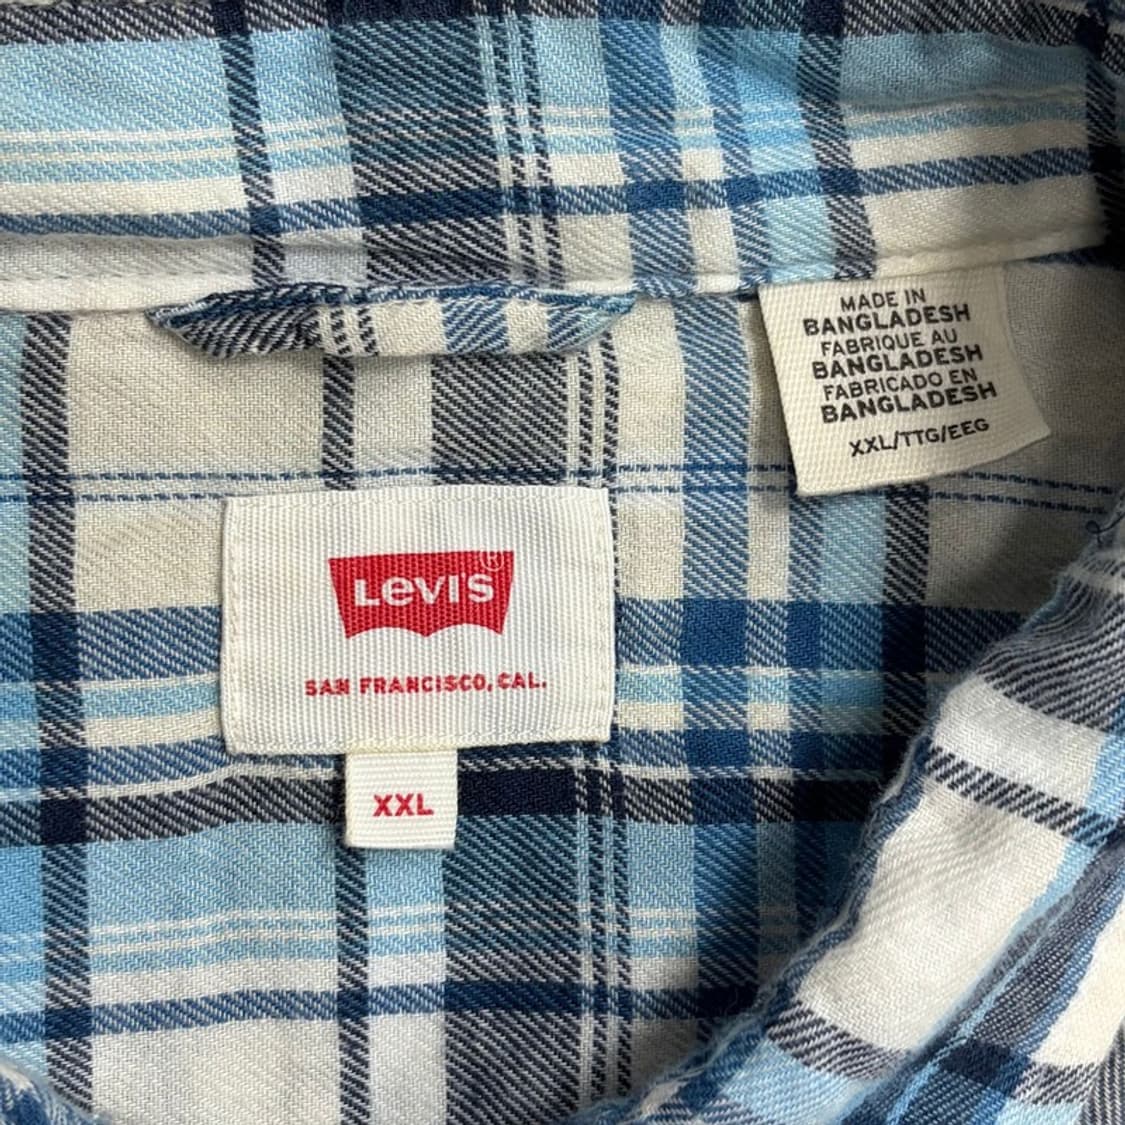 MADE IN
BANGLADESH
FABRIQUE AU
BANGLADESH
FABRICADO EN
BANGLADESH
XXL/TTG/EEG
LeVI'S®
SAN FRANCISCO, CAL.
XXL